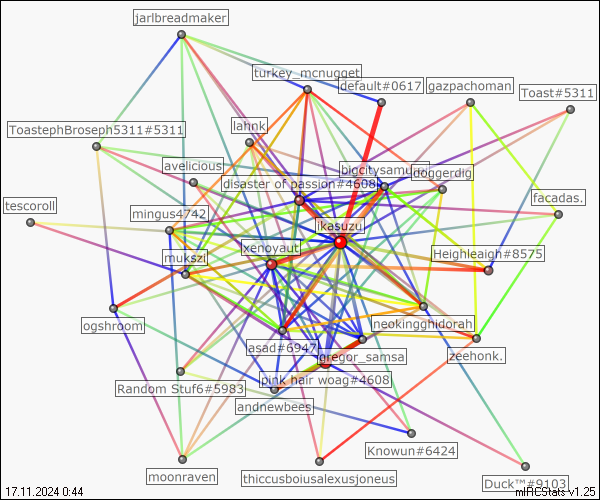 jarlbreadmaker
turkey_mcnugget
default#0617
gazpachoman
Toast#5311
ToastephBroseph5311#5311
lahnk
avelicious
bigcitysamu
doggerdig
disaster of passion#4608
tescoroll
mingus4742
facadas.
ikasuzu
xenoyaut
mukszi
Heighleaigh#8575
ogshroom
neokinghidorah
asad#6947
gregor_samsa
zeehonk.
Random Stuf6#5983
pink hair woag#4608
andnewbees
Knowun#6424
moonraven
thiccusboiusalexusjoneus
Duck™#9103
17.11.2024 0:44
mIRCStats v1.25